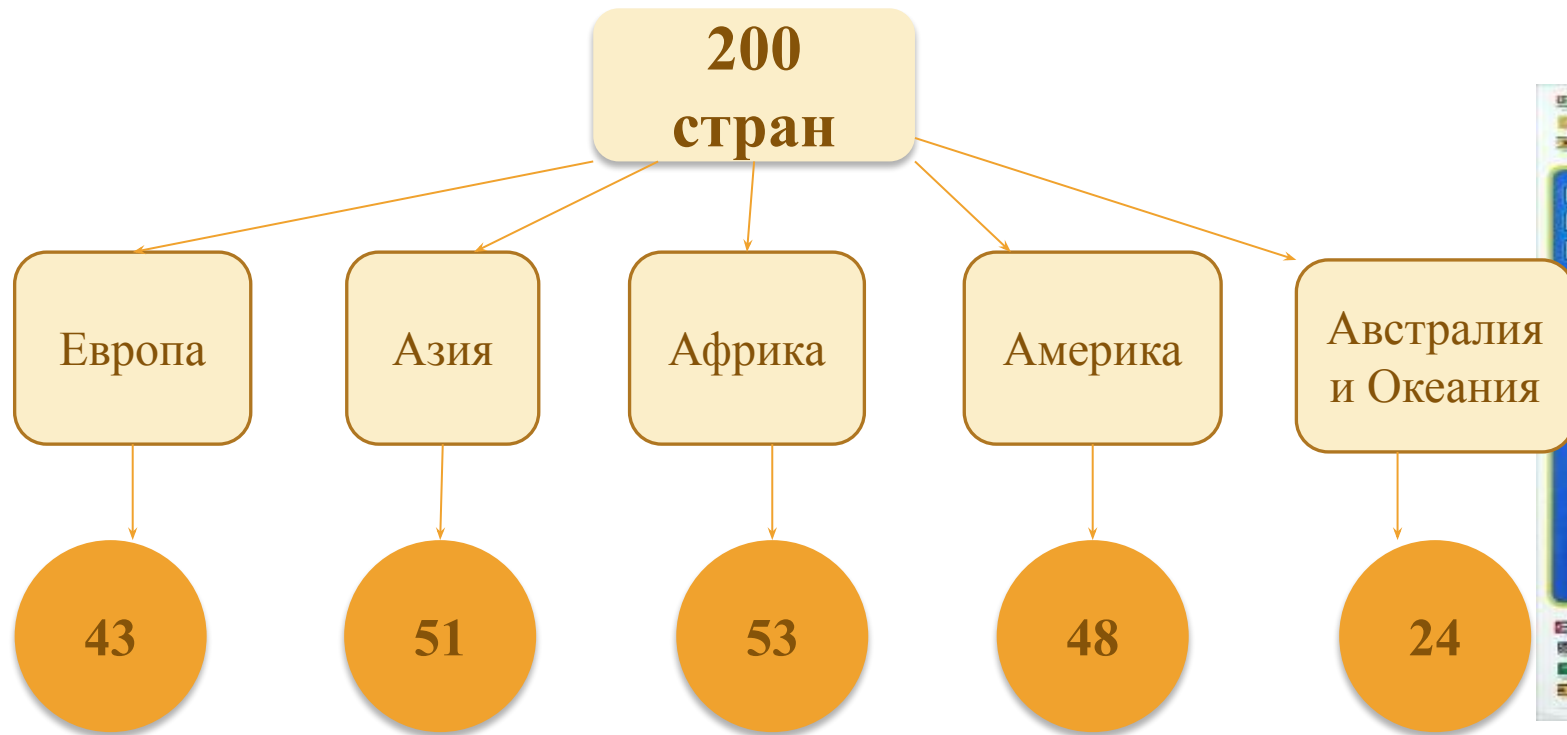 200
стран
Европа
Азия
Африка
Америка
Австралия
и Океания
43
51
53
48
24